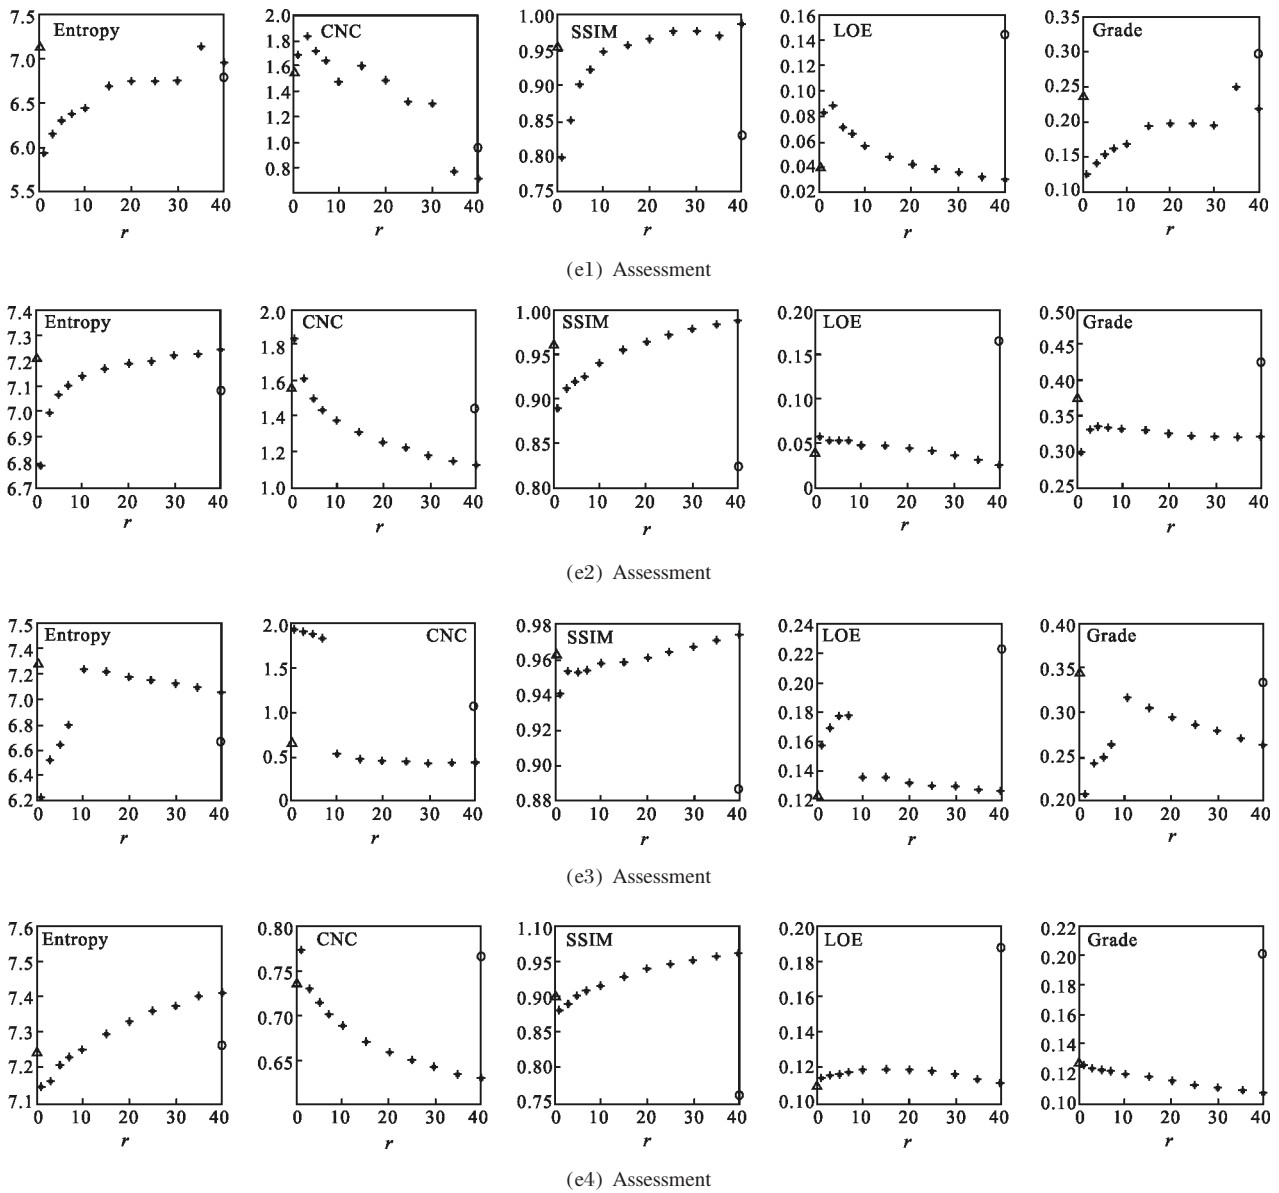 Entropy
7.5
7.0
6.5
6.0
5.5
0 10 20 30 40
r
CNC
2.0
1.8
1.6
1.4
1.2
1.0
0.8
0 10 20 30 40
r
SSIM
1.00
0.95
0.90
0.85
0.80
0.75
0 10 20 30 40
r
LOE
0.16
0.14
0.12
0.10
0.08
0.06
0.04
0.02
0 10 20 30 40
r
Grade
0.35
0.30
0.25
0.20
0.15
0.10
0 10 20 30 40
r
(e1) Assessment
Entropy
7.4
7.3
7.2
7.1
7.0
6.9
6.8
6.7
0 10 20 30 40
r
CNC
2.0
1.8
1.6
1.4
1.2
1.0
0 10 20 30 40
r
SSIM
1.00
0.95
0.90
0.85
0.80
0 10 20 30 40
r
LOE
0.20
0.15
0.10
0.05
0
0 10 20 30 40
r
Grade
0.50
0.45
0.40
0.35
0.30
0.25
0 10 20 30 40
r
(e2) Assessment
Entropy
7.5
7.2
7.0
6.8
6.6
6.4
6.2
0 10 20 30 40
r
CNC
2.0
1.5
1.0
0.5
0
0 10 20 30 40
r
SSIM
0.98
0.96
0.94
0.92
0.90
0.88
0 10 20 30 40
r
LOE
0.24
0.22
0.20
0.18
0.16
0.14
0.12
0 10 20 30 40
r
Grade
0.40
0.35
0.30
0.25
0.20
0 10 20 30 40
r
(e3) Assessment
Entropy
7.6
7.5
7.4
7.3
7.2
7.1
0 10 20 30 40
r
CNC
0.80
0.75
0.70
0.65
0 10 20 30 40
r
SSIM
1.10
1.00
0.95
0.90
0.85
0.80
0.75
0 10 20 30 40
r
LOE
0.20
0.18
0.16
0.14
0.12
0.10
0 10 20 30 40
r
Grade
0.22
0.20
0.18
0.16
0.14
0.13
0.12
0.10
0 10 20 30 40
r
(e4) Assessment